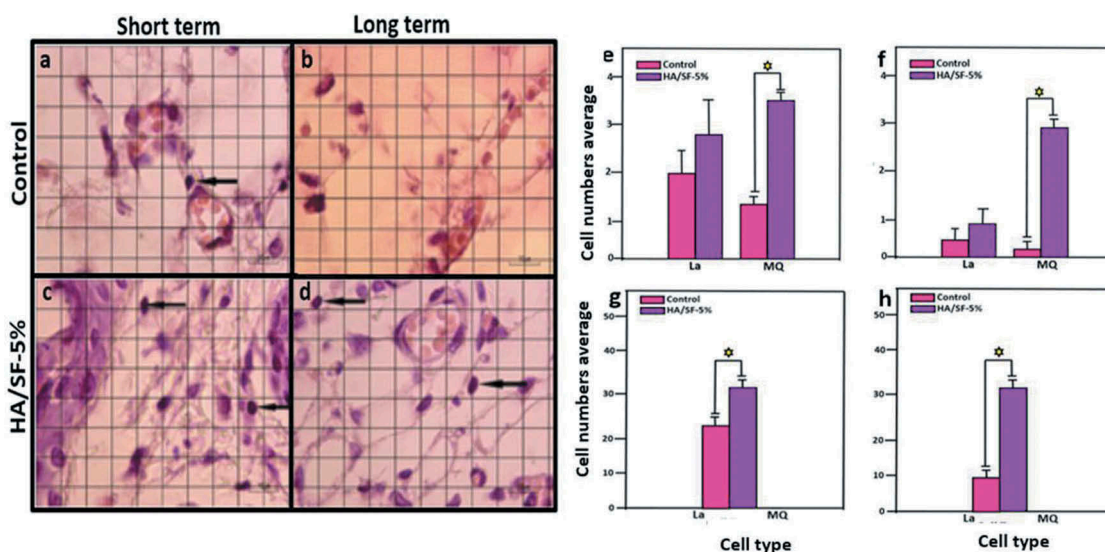 Short term
Long term
Control
HA/SF-5%
a
b
c
d
e
Control
HA/SF-5%
Cell numbers average
4
3
2
1
0
La
MQ
f
Control
HA/SF-5%
4
3
1
0
La
MQ
g
Control
HA/SF-5%
Cell numbers average
50
40
30
20
10
0
La
MQ
Cell type
h
Control
HA/SF-5%
50
40
30
20
10
0
La
MQ
Cell type